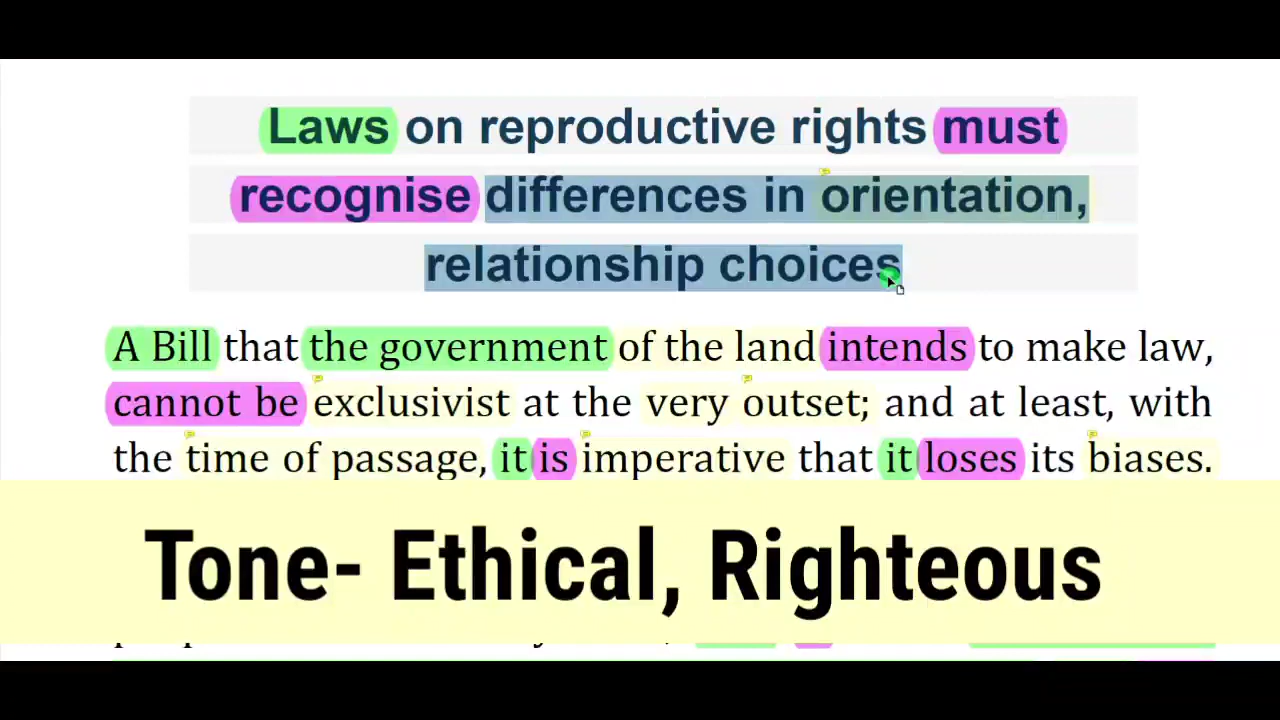 Laws on reproductive rights must
recognise differences in orientation,
relationship choices
A Bill that the government of the land intends to make law,
cannot be exclusivist at the very outset; and at least, with
the time of passage, it is imperative that it loses its biases.
Tone- Ethical, Righteous